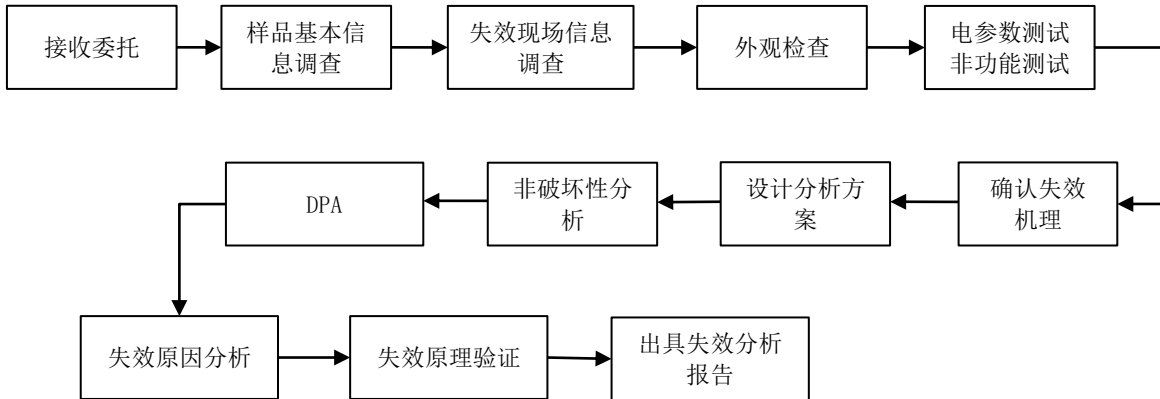 接收委托
样品基本信
息调查
失效现场信息
调查
外观检查
电参数测试
非功能测试
确认失效
机理
设计分析方
案
非破坏性分
析
DPA
失效原因分析
失效原理验证
出具失效分析
报告